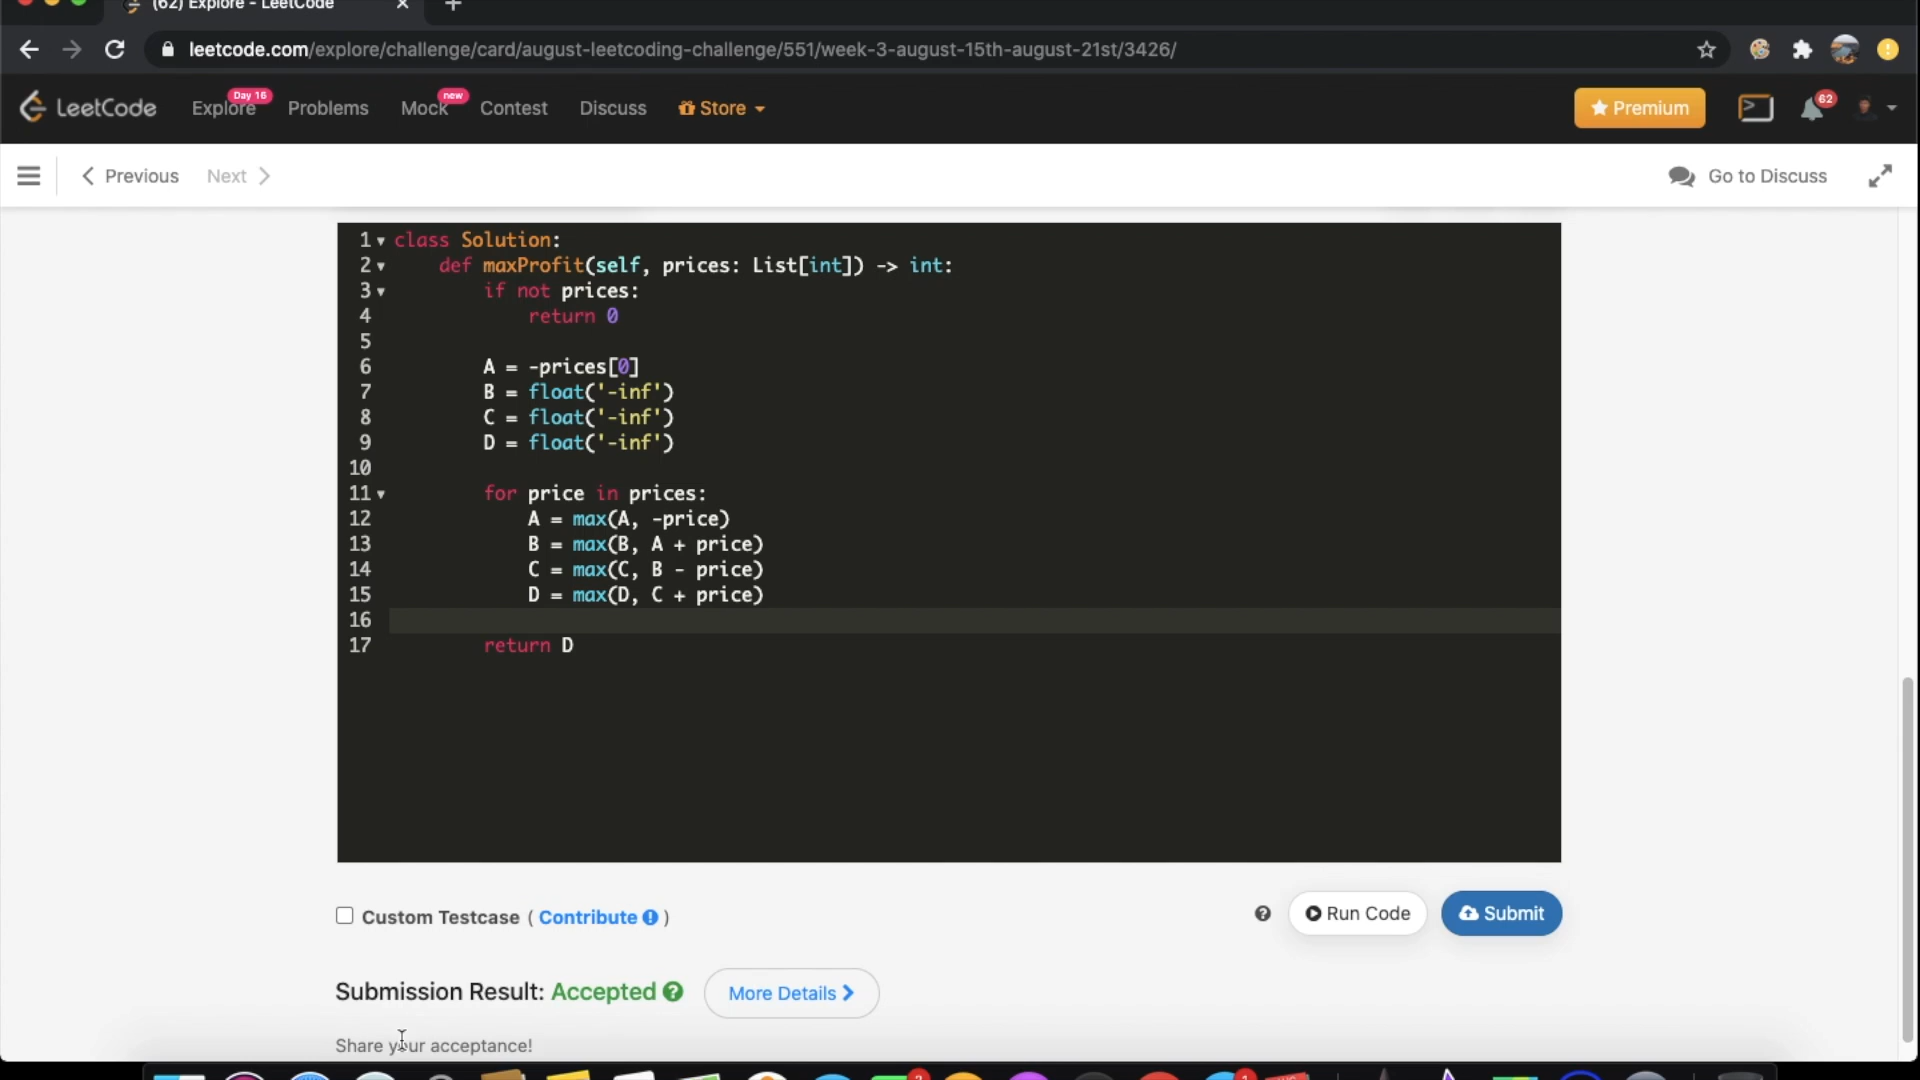 (62) Explore - LeetCode
leetcode.com/explore/challenge/card/august-leetcoding-challenge/551/week-3-august-15th-august-21st/3426/
LeetCode Explore Day 16 Problems Mock new Contest Discuss Store Premium 62
Previous Next Go to Discuss
1 class Solution:
2     def maxProfit(self, prices: List[int]) -> int:
3         if not prices:
4             return 0
5
6         A = -prices[0]
7         B = float('-inf')
8         C = float('-inf')
9         D = float('-inf')
10
11         for price in prices:
12             A = max(A, -price)
13             B = max(B, A + price)
14             C = max(C, B - price)
15             D = max(D, C + price)
16
17         return D
Custom Testcase ( Contribute ) Run Code Submit
Submission Result: Accepted More Details
Share your acceptance!